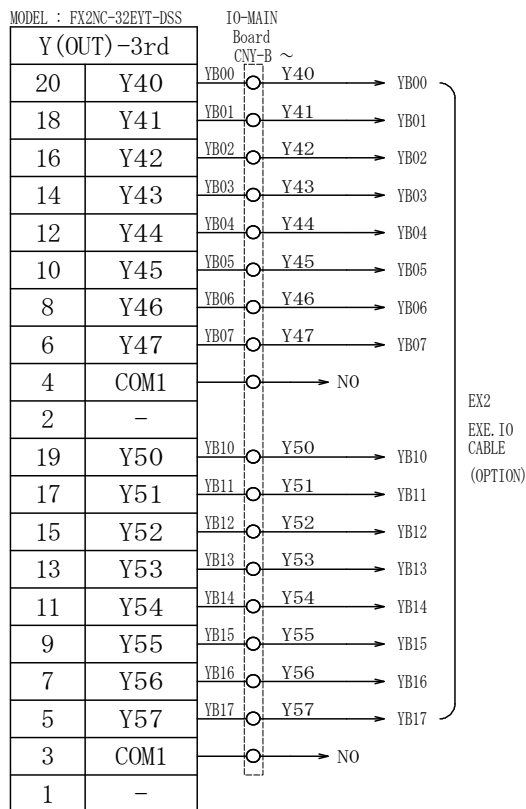 MODEL : FX2NC-32EYT-DSS IO-MAIN
Board
Y(OUT)-3rd CNY-B ~
20 Y40 YB00 Y40 YB00
18 Y41 YB01 Y41 YB01
16 Y42 YB02 Y42 YB02
14 Y43 YB03 Y43 YB03
12 Y44 YB04 Y44 YB04
10 Y45 YB05 Y45 YB05
8 Y46 YB06 Y46 YB06
6 Y47 YB07 Y47 YB07
4 COM1 NO
2 -
19 Y50 YB10 Y50 YB10
17 Y51 YB11 Y51 YB11
15 Y52 YB12 Y52 YB12
13 Y53 YB13 Y53 YB13
11 Y54 YB14 Y54 YB14
9 Y55 YB15 Y55 YB15
7 Y56 YB16 Y56 YB16
5 Y57 YB17 Y57 YB17
3 COM1 NO
1 -
EX2
EXE.IO
CABLE
(OPTION)